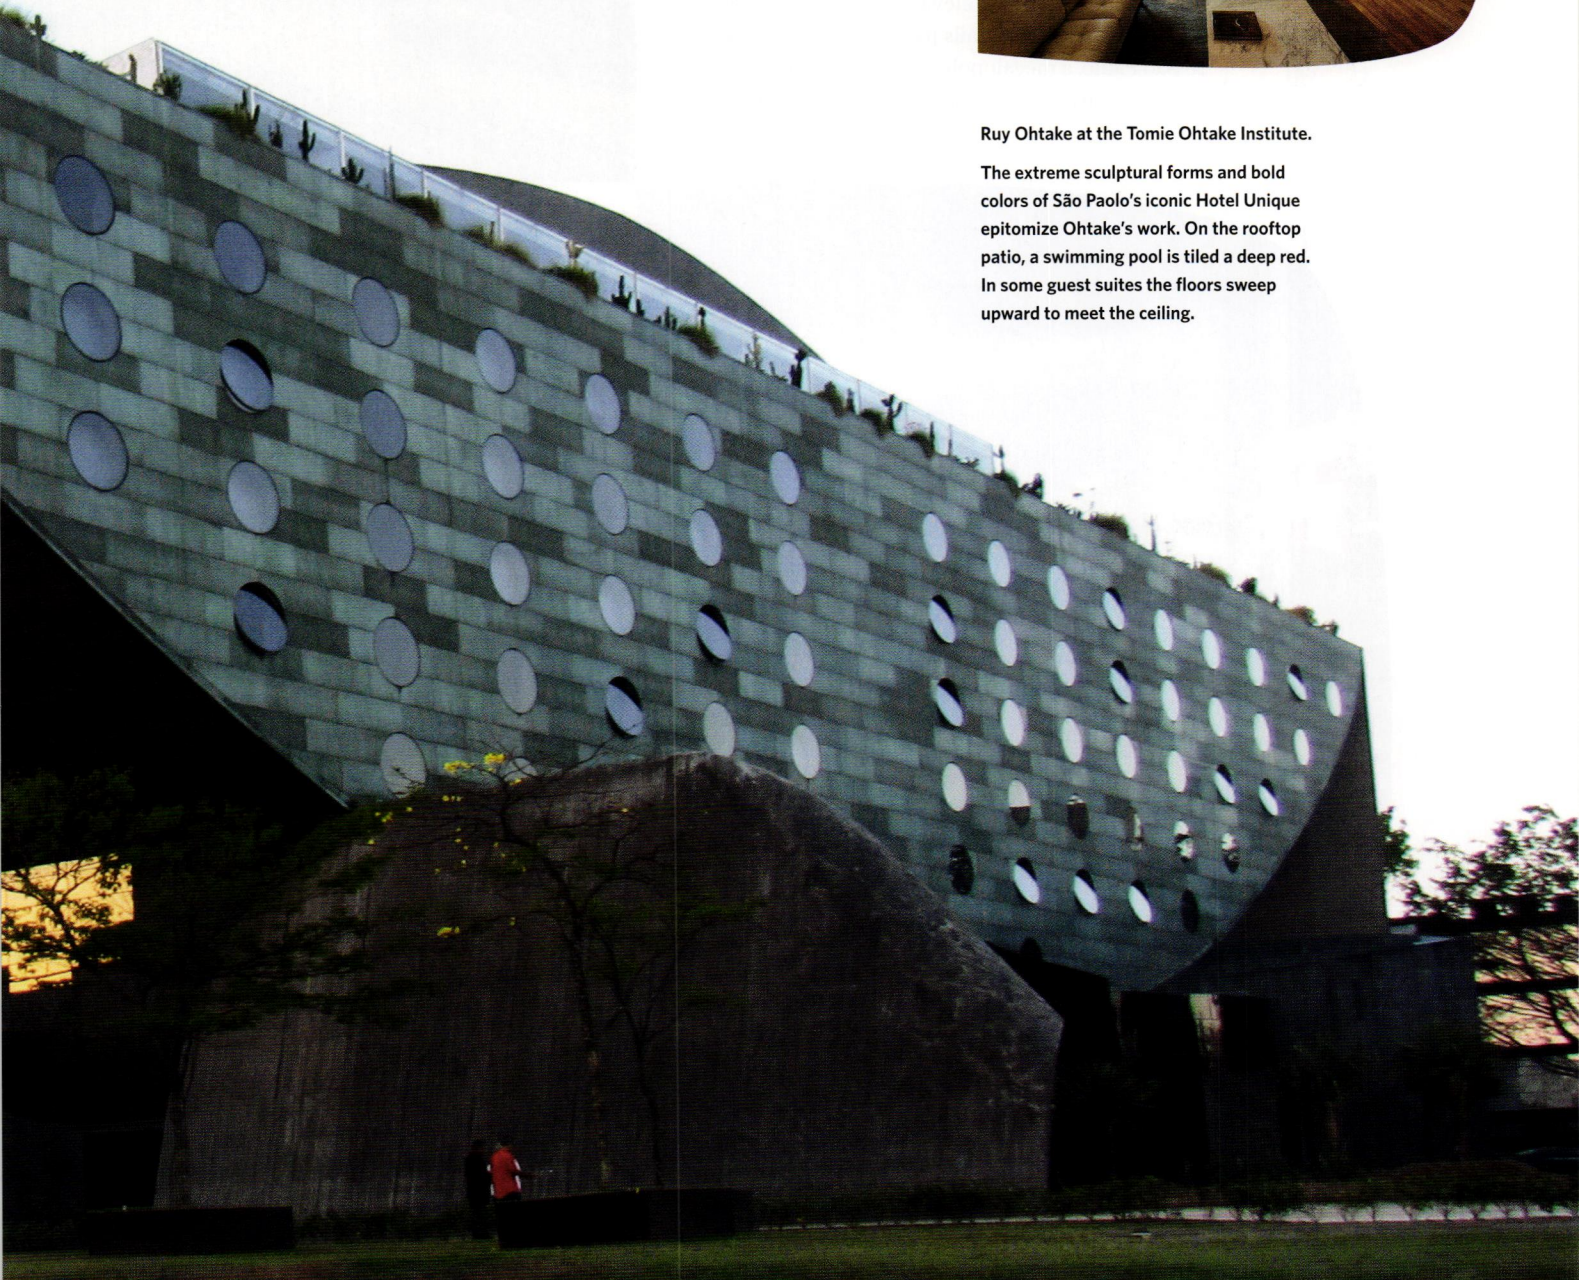 Ruy Ohtake at the Tomie Ohtake Institute.
The extreme sculptural forms and bold
colors of São Paolo's iconic Hotel Unique
epitomize Ohtake's work. On the rooftop
patio, a swimming pool is tiled a deep red.
In some guest suites the floors sweep
upward to meet the ceiling.